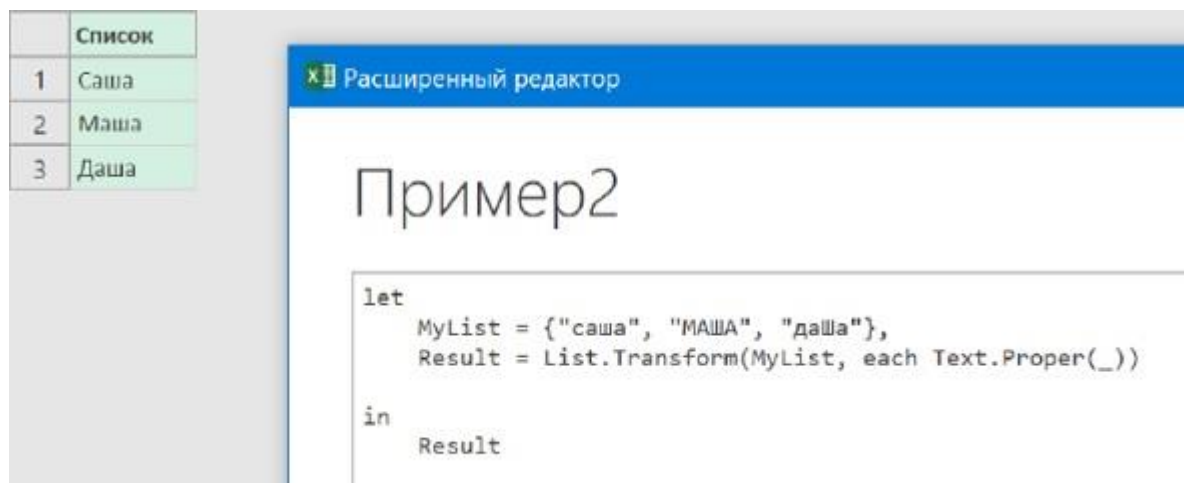 Список
1 Саша
2 Маша
3 Даша
Расширенный редактор
Пример2
let
MyList = {"саша", "МАША", "даШа"},
Result = List.Transform(MyList, each Text.Proper(_))
in
Result